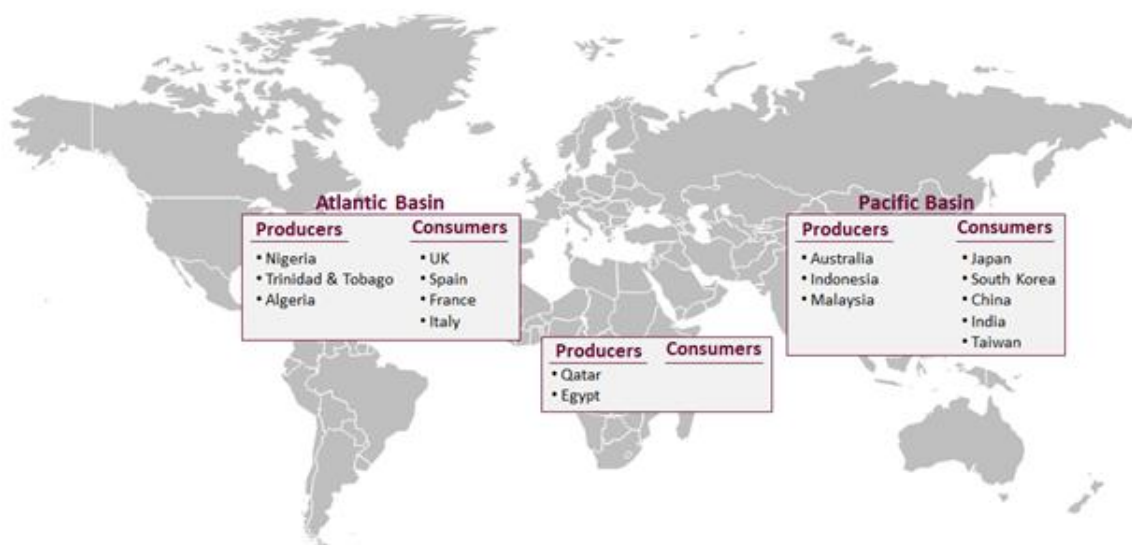 Atlantic Basin
Producers
• Nigeria
• Trinidad & Tobago
• Algeria
Consumers
• UK
• Spain
• France
• Italy
Producers
• Qatar
• Egypt
Consumers
Pacific Basin
Producers
• Australia
• Indonesia
• Malaysia
Consumers
• Japan
• South Korea
• China
• India
• Taiwan